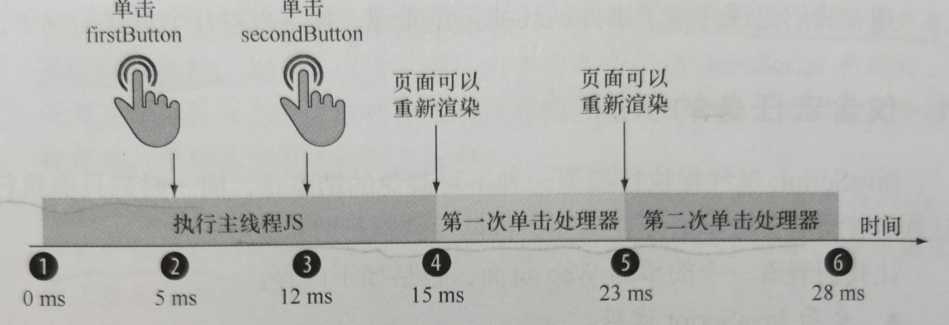 单击
firstButton
单击
secondButton
页面可以
重新渲染
页面可以
重新渲染
执行主线程JS
第一次单击处理器
第二次单击处理器
时间
1
2
3
4
5
6
0 ms
5 ms
12 ms
15 ms
23 ms
28 ms